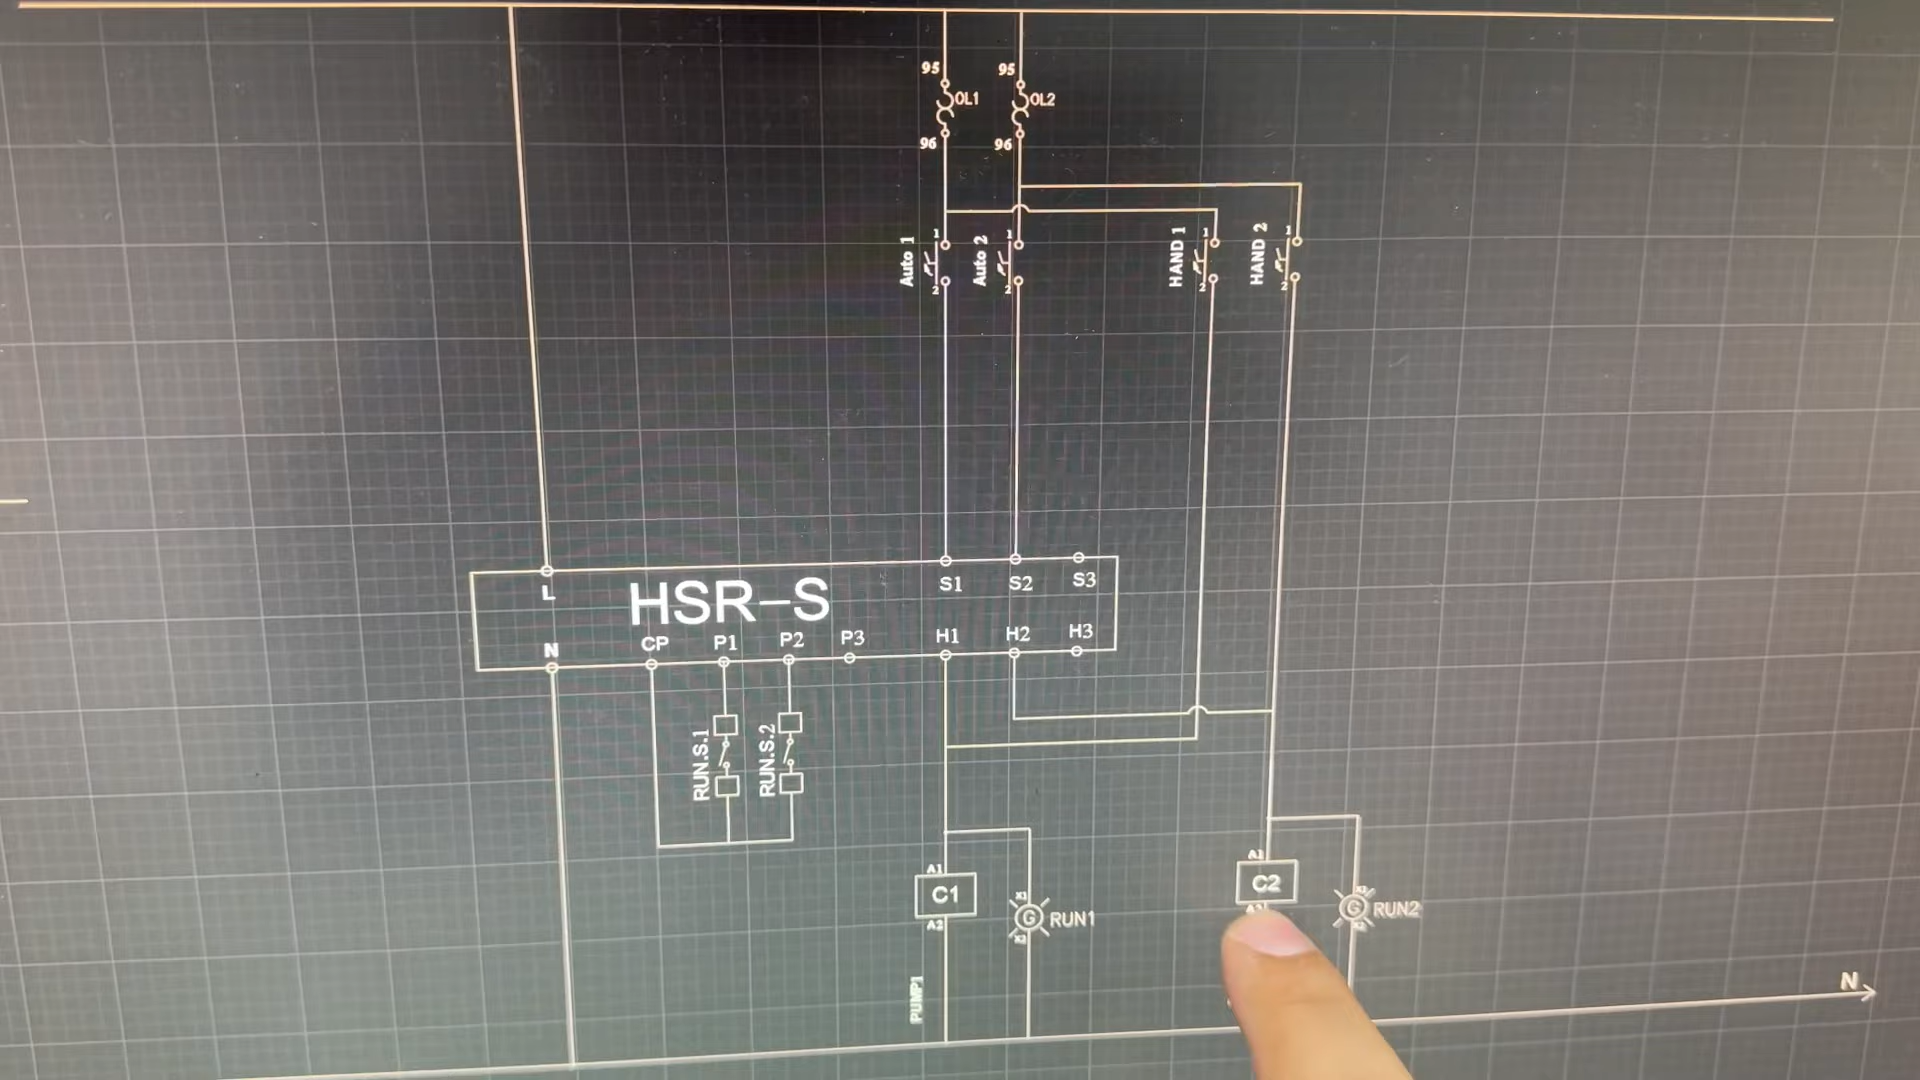 95
95
OL1
OL2
96
96
1
1
1
1
Auto 1
Auto 2
HAND 1
HAND 2
2
2
2
2
L
HSR-S
S1
S2
S3
N
CP
P1
P2
P3
H1
H2
H3
RUN.S.1
RUN.S.2
A1
A1
C1
C2
A2
A2
X1
X1
G
RUN1
G
RUN2
X2
X2
PUMP1
N